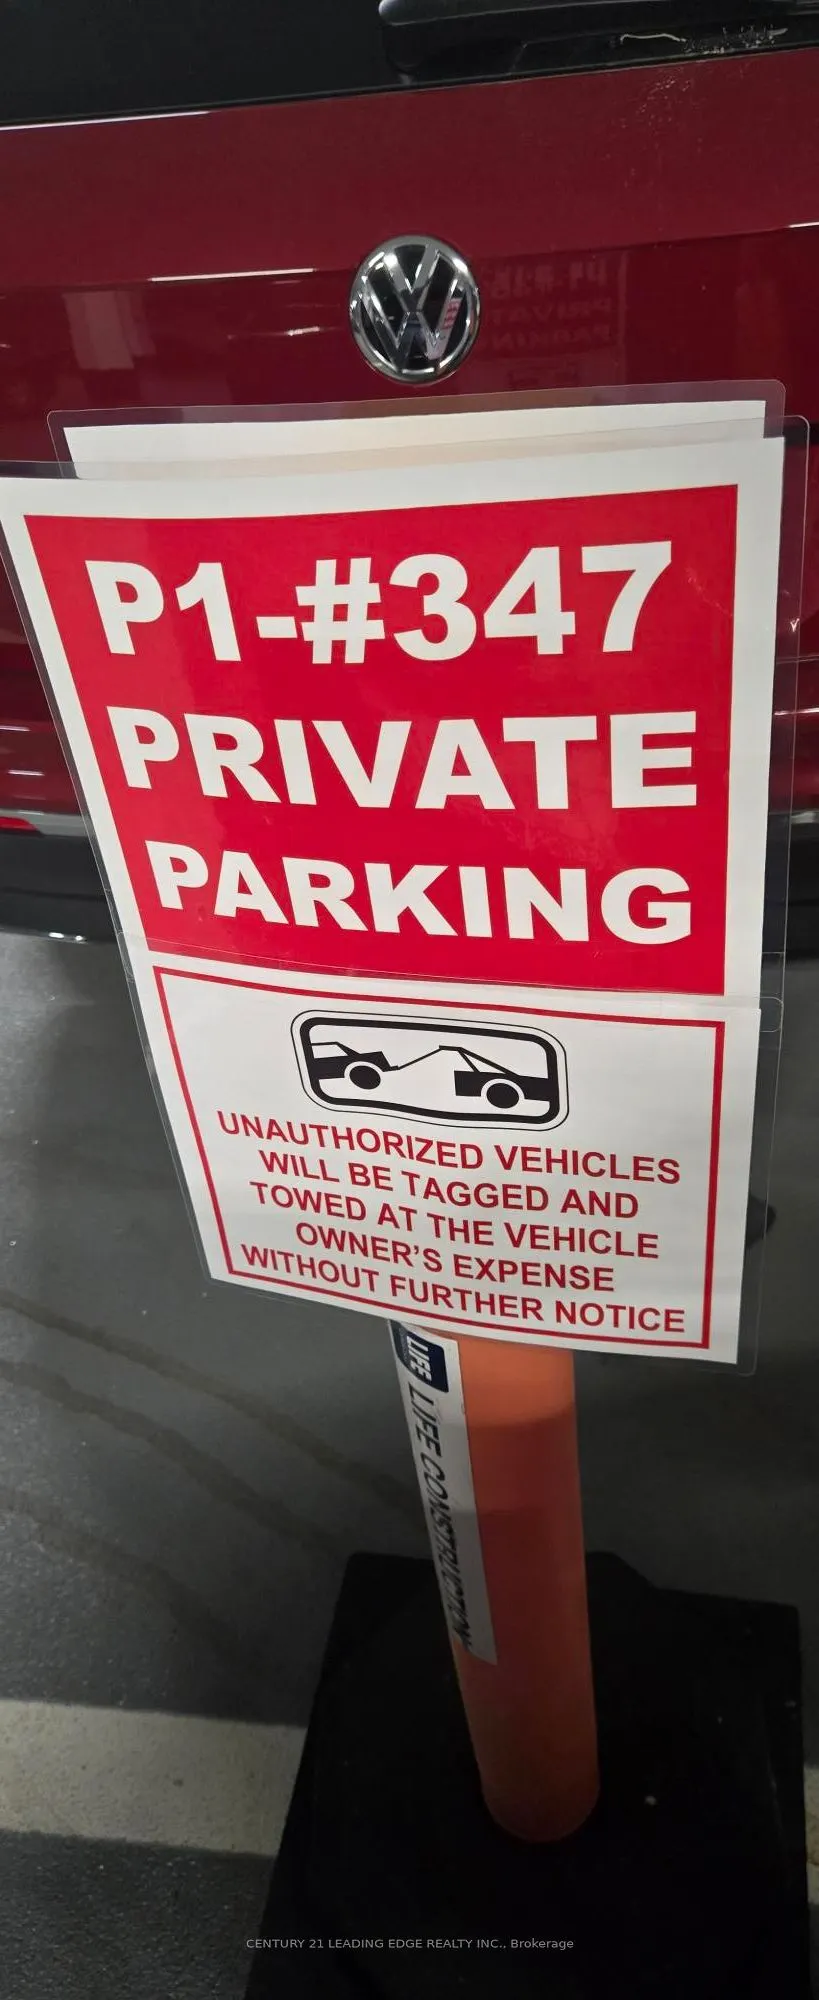 P1-#347
PRIVATE
PARKING
UNAUTHORIZED VEHICLES
WILL BE TAGGED AND
TOWED AT THE VEHICLE
OWNER'S EXPENSE
WITHOUT FURTHER NOTICE
LIFE
LIFE CONSTRUCTION
CENTURY 21 LEADING EDGE REALTY INC., Brokerage